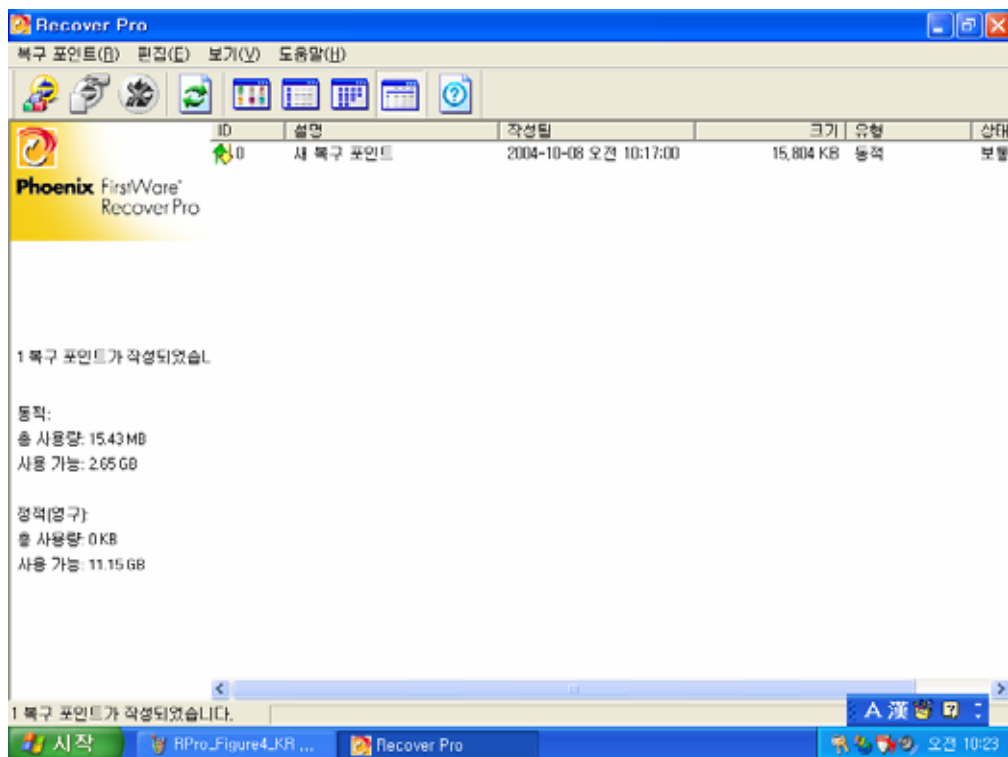 Recover Pro
복구 포인트(R) 편집(E) 보기(V) 도움말(H)
ID 설명 작성됨 크기 유형 상태
0 새 복구 포인트 2004-10-08 오전 10:17:00 15,804 KB 동적 보통
Phoenix FirstWare
Recover Pro
1 복구 포인트가 작성되었습니
동적:
총 사용량: 15.43 MB
사용 가능: 2.65 GB
정적(영구):
총 사용량: 0 KB
사용 가능: 11.15 GB
1 복구 포인트가 작성되었습니다.
A 漢
시작 RPro_Figure4_KR ... Recover Pro 오전 10:23